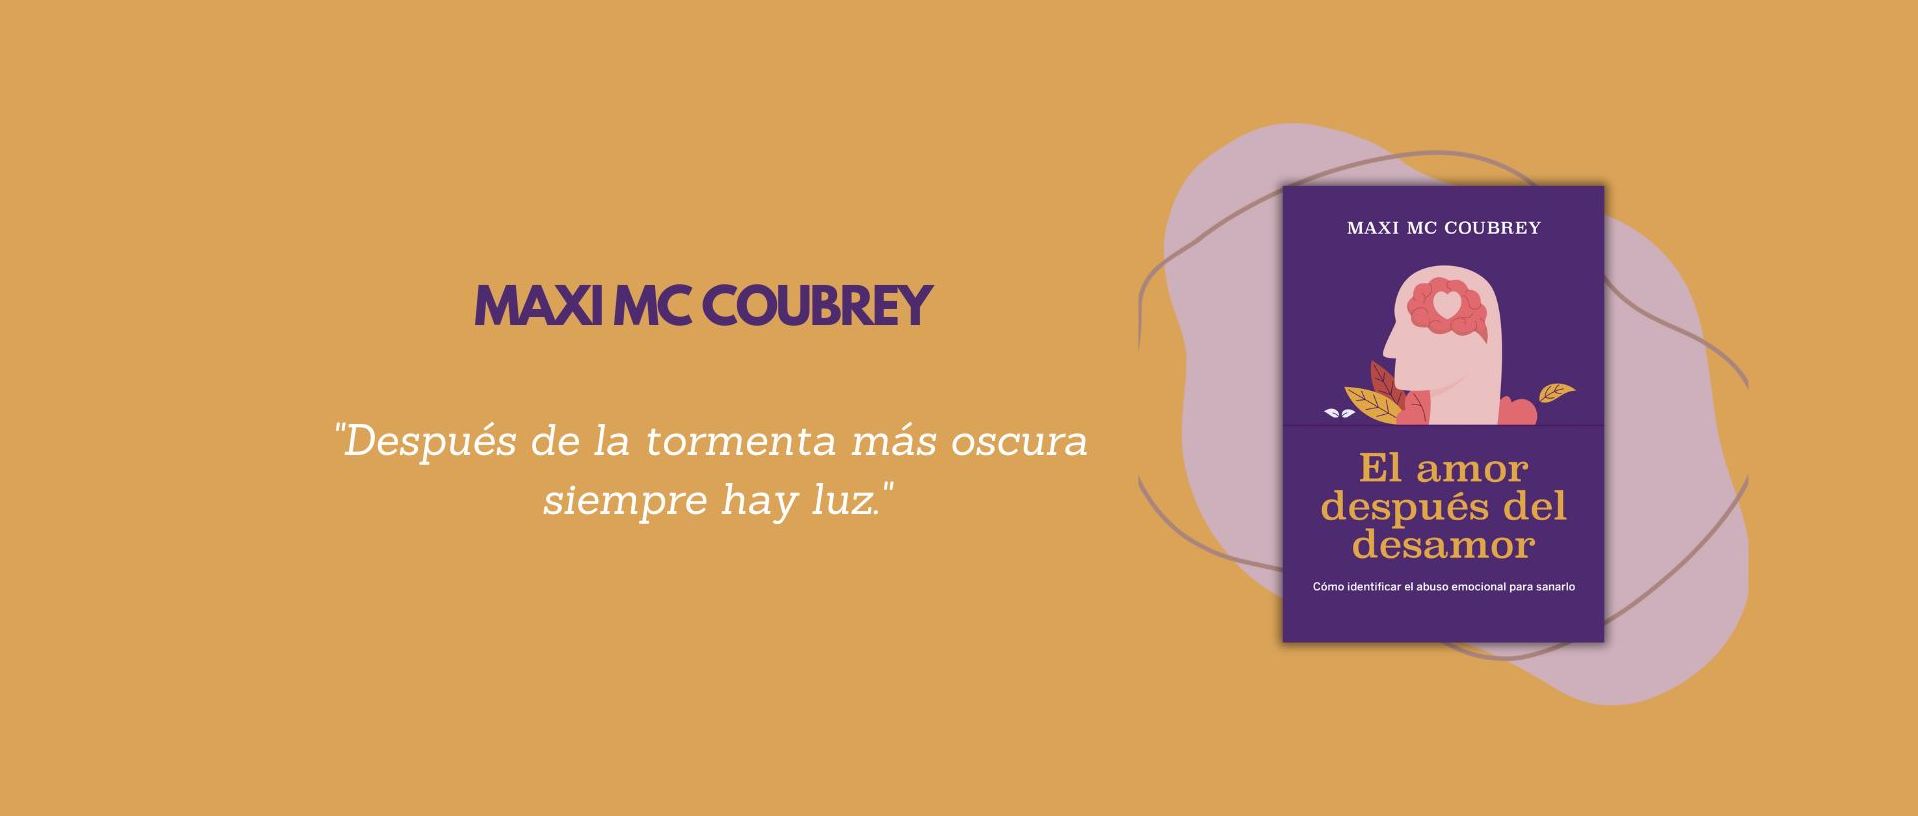 MAXI MC COUBREY
"Después de la tormenta más oscura
siempre hay luz."
MAXI MC COUBREY
El amor
después del
desamor
Cómo identificar el abuso emocional para sanarlo